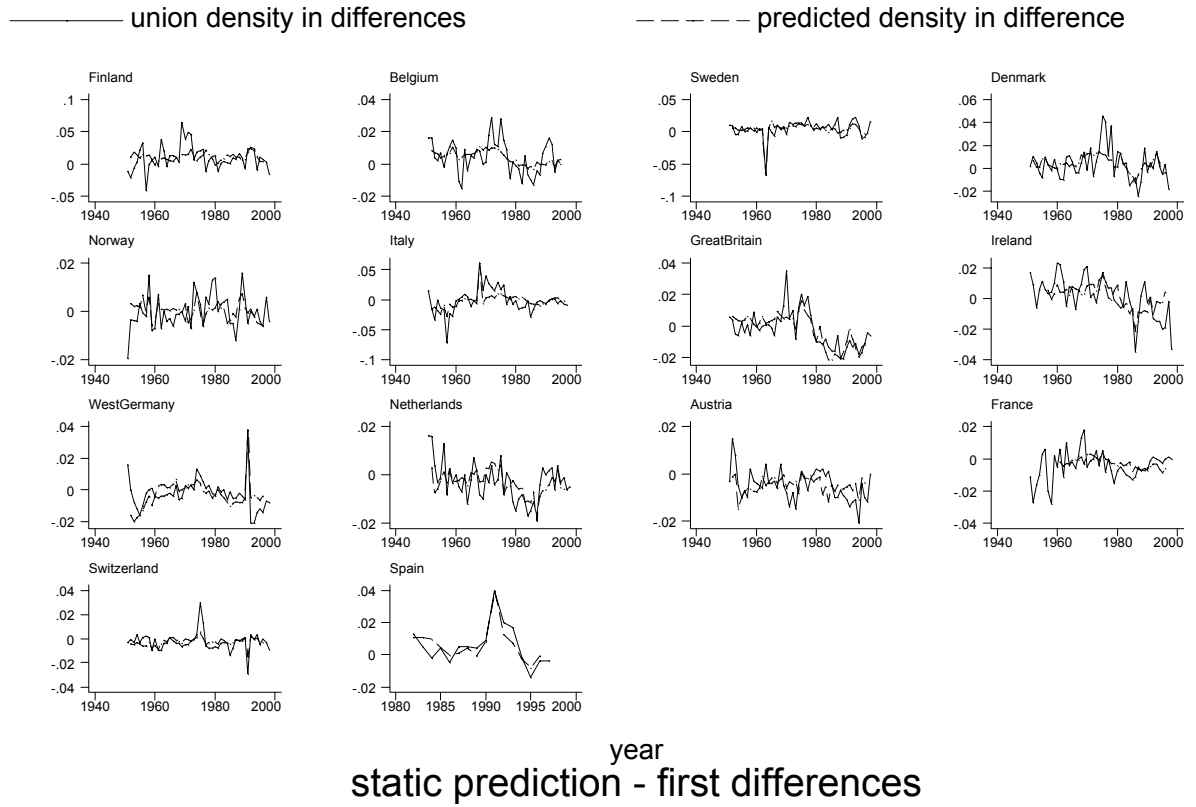 union density in differences
predicted density in difference
Finland
.1
.05
0
-.05
1940 1960 1980 2000
Belgium
.04
.02
0
-.02
1940 1960 1980 2000
Sweden
.05
0
-.05
-.1
1940 1960 1980 2000
Denmark
.06
.04
.02
0
-.02
1940 1960 1980 2000
Norway
.02
0
-.02
1940 1960 1980 2000
Italy
.05
0
-.05
-.1
1940 1960 1980 2000
GreatBritain
.04
.02
0
-.02
1940 1960 1980 2000
Ireland
.02
0
-.02
-.04
1940 1960 1980 2000
WestGermany
.04
.02
0
-.02
1940 1960 1980 2000
Netherlands
.02
0
-.02
1940 1960 1980 2000
Austria
.02
0
-.02
1940 1960 1980 2000
France
.02
0
-.02
-.04
1940 1960 1980 2000
Switzerland
.04
.02
0
-.02
-.04
1940 1960 1980 2000
Spain
.04
.02
0
-.02
1980 1985 1990 1995 2000
year
static prediction - first differences